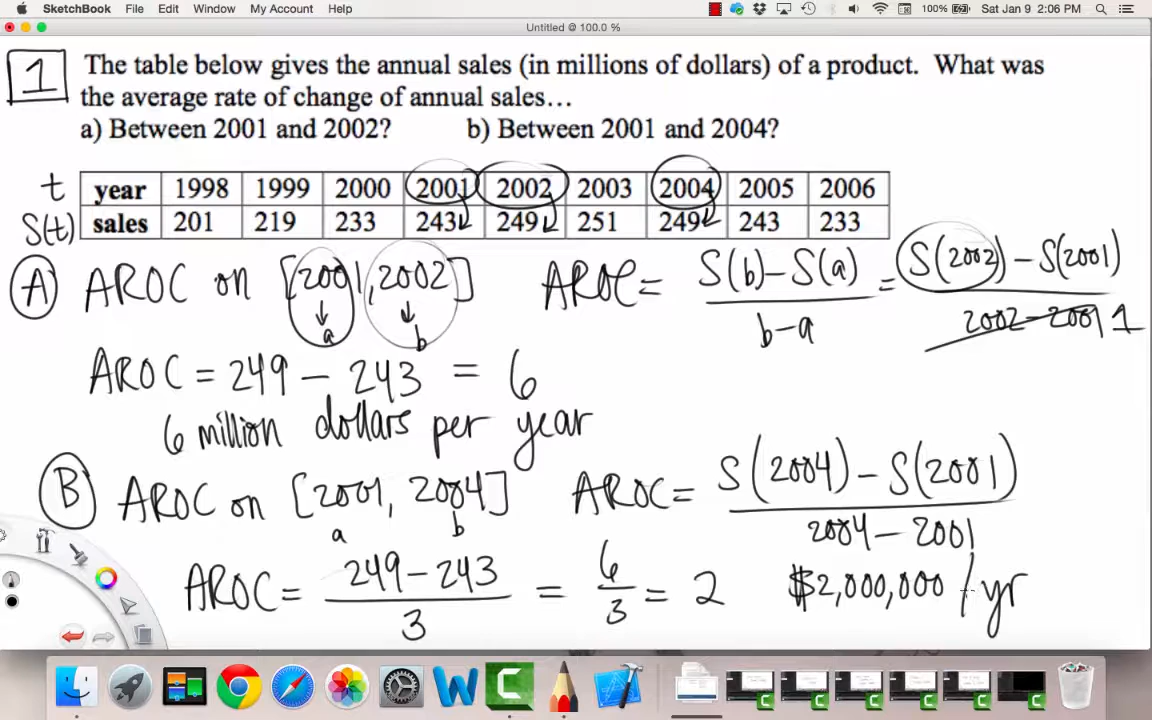 SketchBook File Edit Window My Account Help 100% Sat Jan 9 2:06 PM
Untitled @ 100.0 %
1 The table below gives the annual sales (in millions of dollars) of a product. What was
the average rate of change of annual sales…
a) Between 2001 and 2002? b) Between 2001 and 2004?
t year 1998 1999 2000 2001 2002 2003 2004 2005 2006
S(t) sales 201 219 233 243 249 251 249 243 233
A AROC on [2001, 2002] AROC = S(b)-S(a) / b-a = S(2002)-S(2001) / 2002-2001 1
a b
AROC = 249 - 243 = 6
6 million dollars per year
B AROC on [2001, 2004] AROC = S(2004)-S(2001) / 2004-2001
a b
AROC = 249-243 / 3 = 6/3 = 2 $2,000,000 / yr